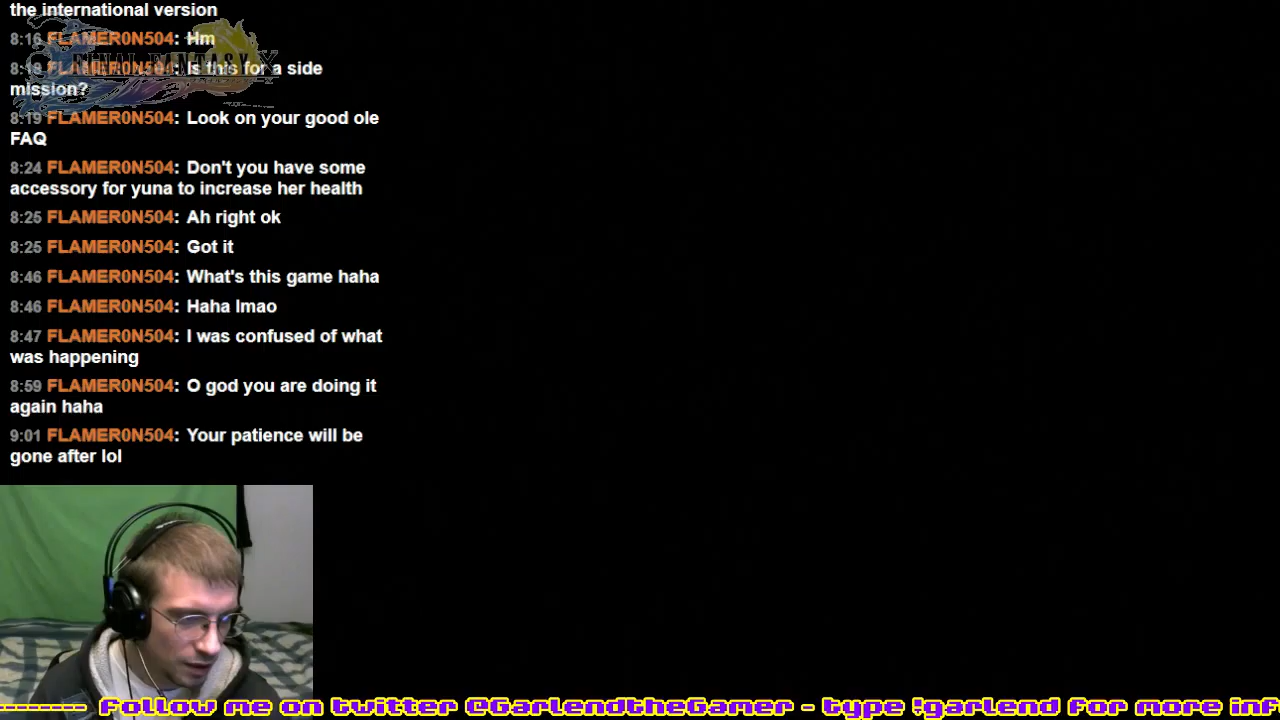 the international version
8:16 FLAMER0N504: Hm
8:18 FLAMER0N504: Is this for a side
mission?
FINAL FANTASY X
8:19 FLAMER0N504: Look on your good ole
FAQ
8:24 FLAMER0N504: Don't you have some
accessory for yuna to increase her health
8:25 FLAMER0N504: Ah right ok
8:25 FLAMER0N504: Got it
8:46 FLAMER0N504: What's this game haha
8:46 FLAMER0N504: Haha lmao
8:47 FLAMER0N504: I was confused of what
was happening
8:59 FLAMER0N504: O god you are doing it
again haha
9:01 FLAMER0N504: Your patience will be
gone after lol
-------- Follow me on twitter @GarlendtheGamer - type !garlend for more inf